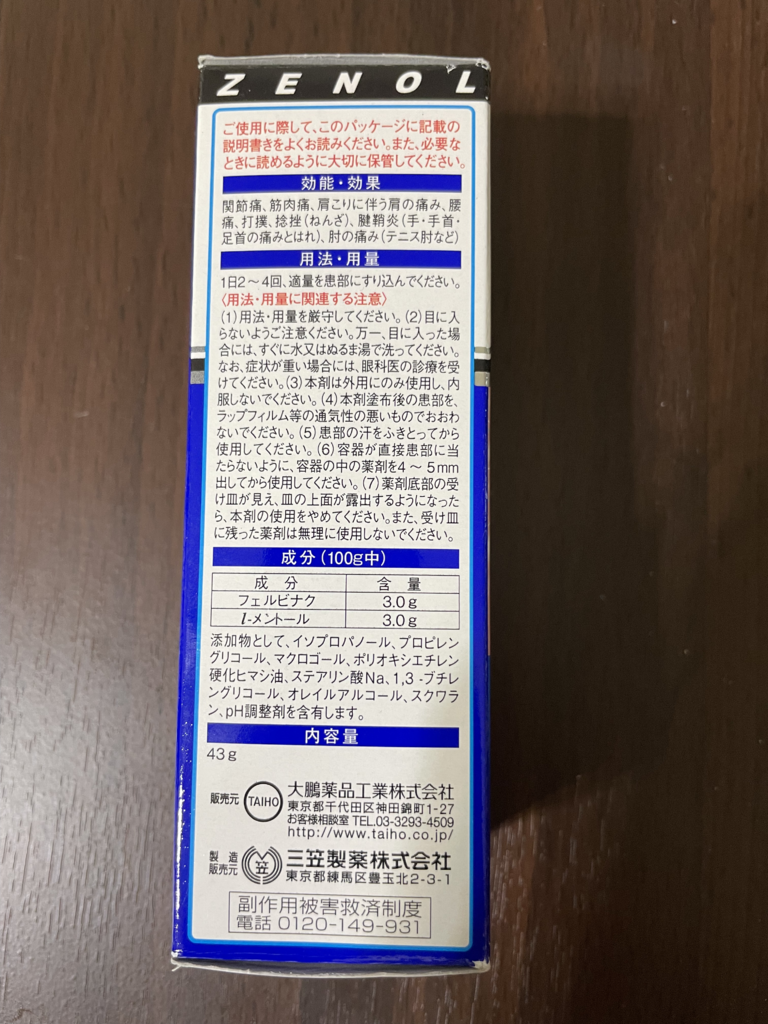 ZENOL
ご使用に際して、このパッケージに記載の
説明書きをよくお読みください。また、必要な
ときに読めるように大切に保管してください。
効能・効果
関節痛、筋肉痛、肩こりに伴う肩の痛み、腰
痛、打撲、捻挫(ねんざ)、腱鞘炎(手・手首・
足首の痛みとはれ)、肘の痛み(テニス肘など)
用法・用量
1日2～4回、適量を患部にすり込んでください。
〈用法・用量に関連する注意〉
(1)用法・用量を厳守してください。(2)目に入
らないようご注意ください。万一、目に入った場
合には、すぐに水又はぬるま湯で洗ってください。
なお、症状が重い場合には、眼科医の診療を受
けてください。(3)本剤は外用にのみ使用し、内
服しないでください。(4)本剤塗布後の患部を、
ラップフィルム等の通気性の悪いものでおおわ
ないでください。(5)患部の汗をふきとってから
使用してください。(6)容器が直接患部に当
たらないように、容器の中の薬剤を4～5mm
出してから使用してください。(7)薬剤底部の受
け皿が見え、皿の上面が露出するようになった
ら、本剤の使用をやめてください。また、受け皿
に残った薬剤は無理に使用しないでください。
成分(100g中)
成分 含量
フェルビナク 3.0g
l-メントール 3.0g
添加物として、イソプロパノール、プロピレン
グリコール、マクロゴール、ポリオキシエチレン
硬化ヒマシ油、ステアリン酸Na、1,3-ブチレ
ングリコール、オレイルアルコール、スクワラ
ン、pH調整剤を含有します。
内容量
43g
販売元 TAIHO 大鵬薬品工業株式会社
東京都千代田区神田錦町1-27
お客様相談室 TEL.03-3293-4509
http://www.taiho.co.jp/
製造販売元 笠 三笠製薬株式会社
東京都練馬区豊玉北2-3-1
副作用被害救済制度
電話 0120-149-931